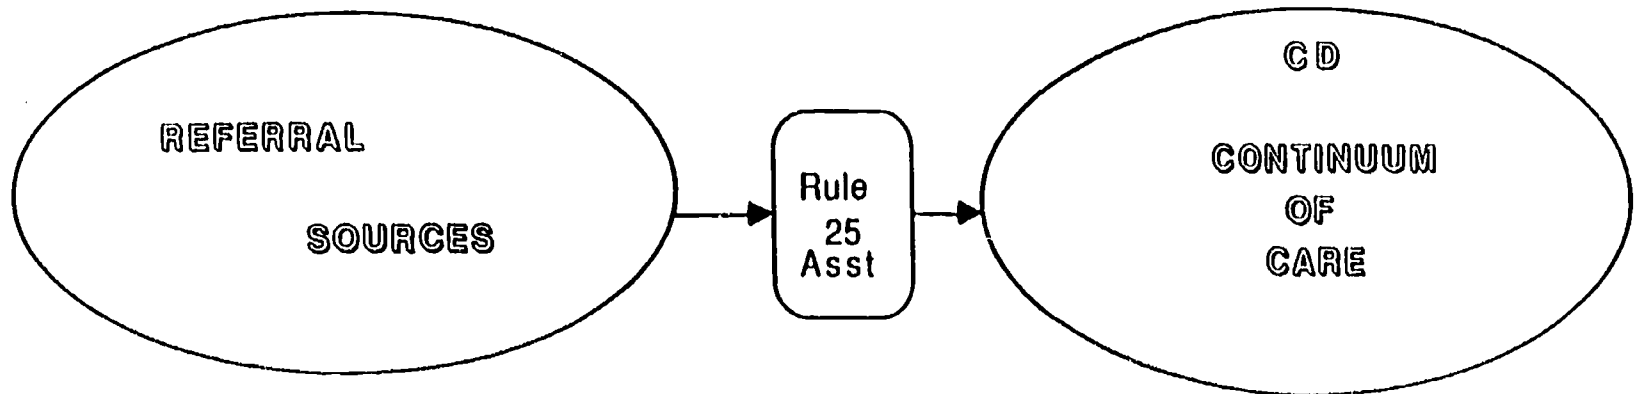 REFERRAL
SOURCES
Rule
25
Asst
CD
CONTINUUM
OF
CARE